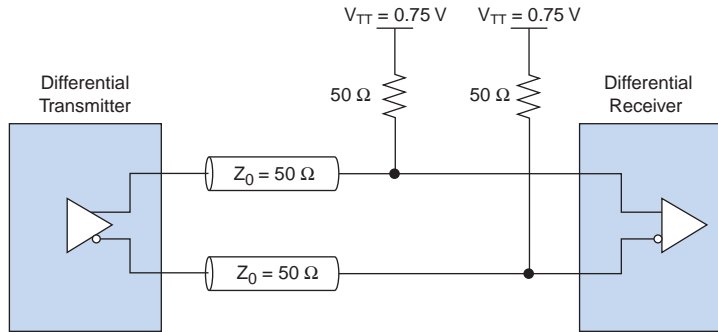 V_TT = 0.75 V V_TT = 0.75 V
Differential
Transmitter
50 Ω 50 Ω
Differential
Receiver
Z_0 = 50 Ω
Z_0 = 50 Ω